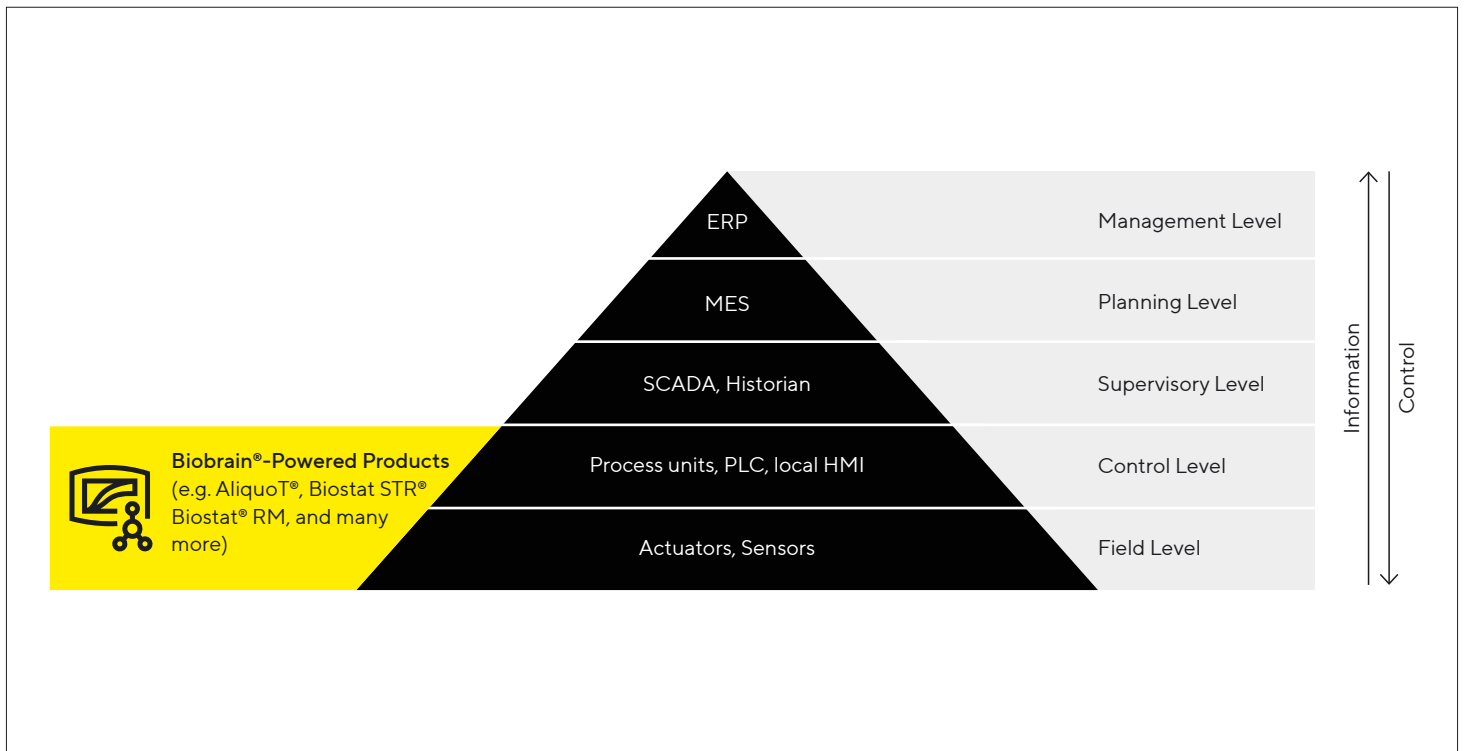 ERP
Management Level
MES
Planning Level
SCADA, Historian
Supervisory Level
Biobrain®-Powered Products
(e.g. AliquoT®, Biostat STR®
Biostat® RM, and many
more)
Process units, PLC, local HMI
Control Level
Actuators, Sensors
Field Level
Information
Control